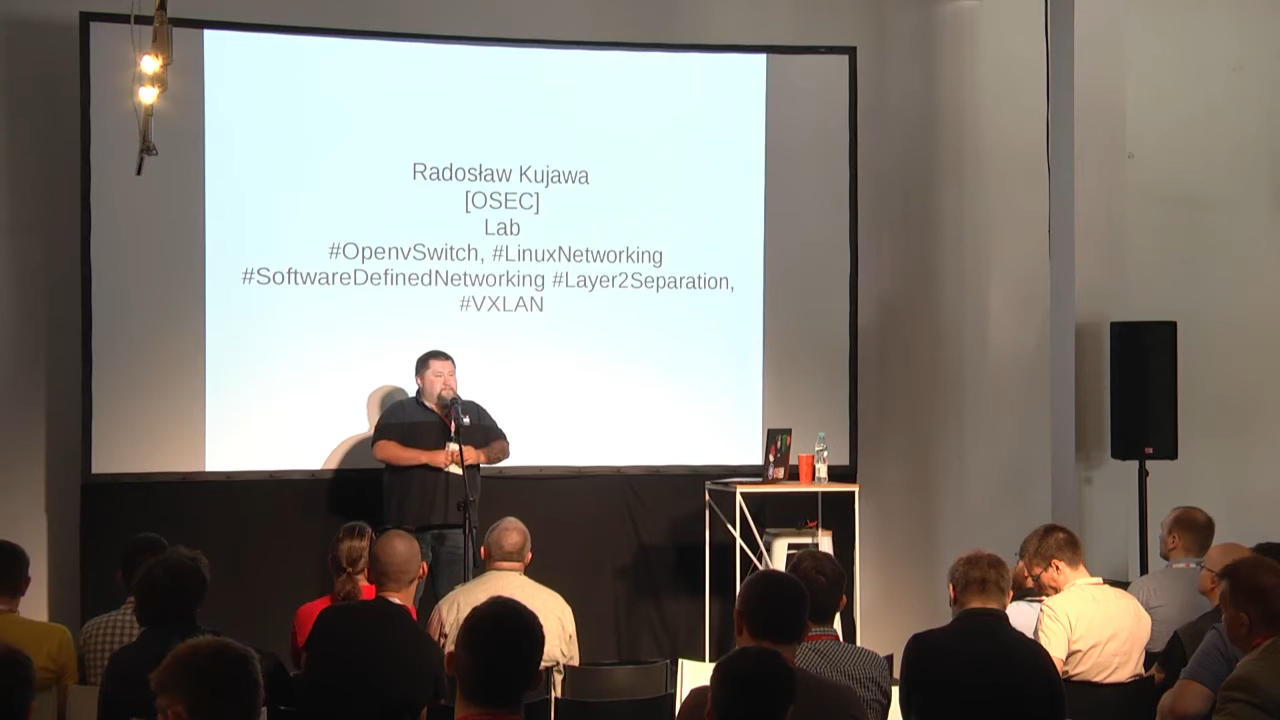 Radosław Kujawa
[OSEC]
Lab
#OpenvSwitch, #LinuxNetworking
#SoftwareDefinedNetworking #Layer2Separation,
#VXLAN